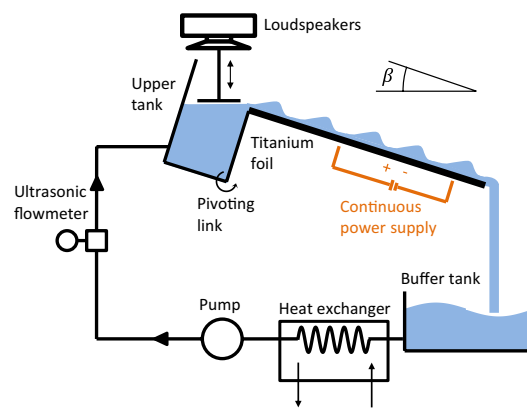 Loudspeakers
Upper
tank
β
Titanium
foil
+ -
Ultrasonic
flowmeter
Pivoting
link
Continuous
power supply
Buffer tank
Pump
Heat exchanger